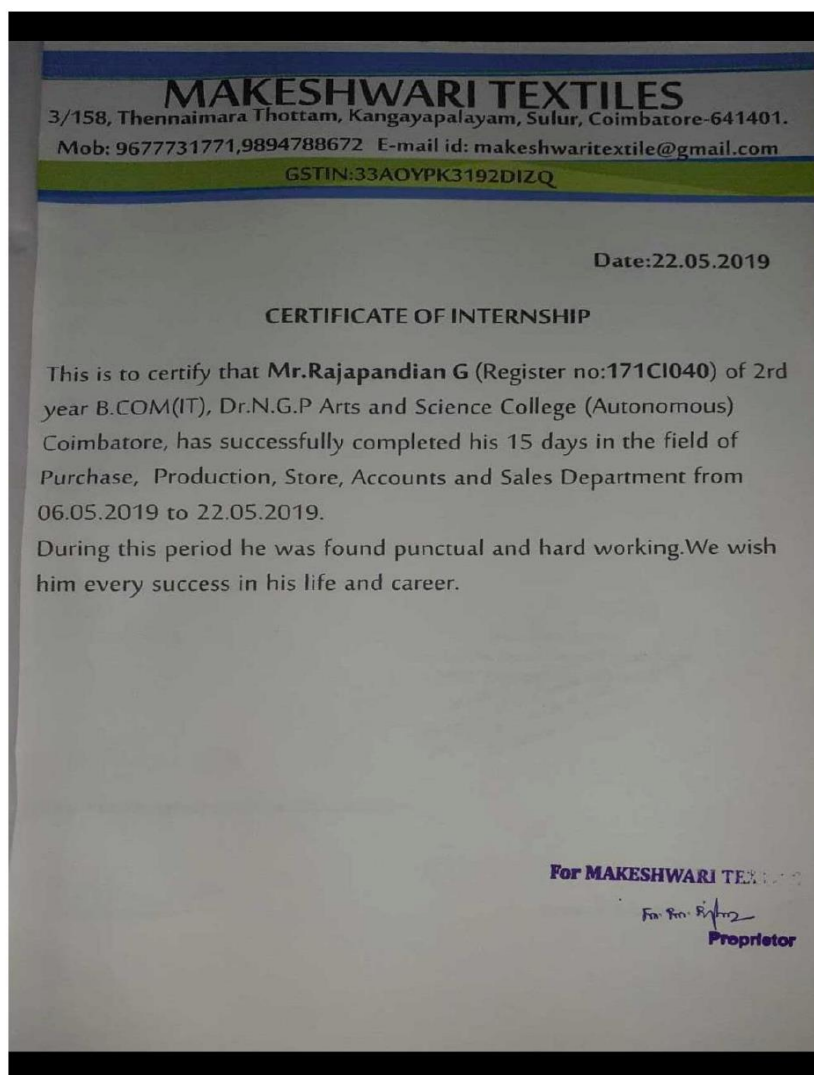 MAKESHWARI TEXTILES
3/158, Thennaimara Thottam, Kangayapalayam, Sulur, Coimbatore-641401.
Mob: 9677731771,9894788672 E-mail id: makeshwaritextile@gmail.com
GSTIN:33AOYPK3192DIZQ
Date:22.05.2019
CERTIFICATE OF INTERNSHIP
This is to certify that Mr.Rajapandian G (Register no:171CI040) of 2rd
year B.COM(IT), Dr.N.G.P Arts and Science College (Autonomous)
Coimbatore, has successfully completed his 15 days in the field of
Purchase, Production, Store, Accounts and Sales Department from
06.05.2019 to 22.05.2019.
During this period he was found punctual and hard working.We wish
him every success in his life and career.
For MAKESHWARI
Proprietor